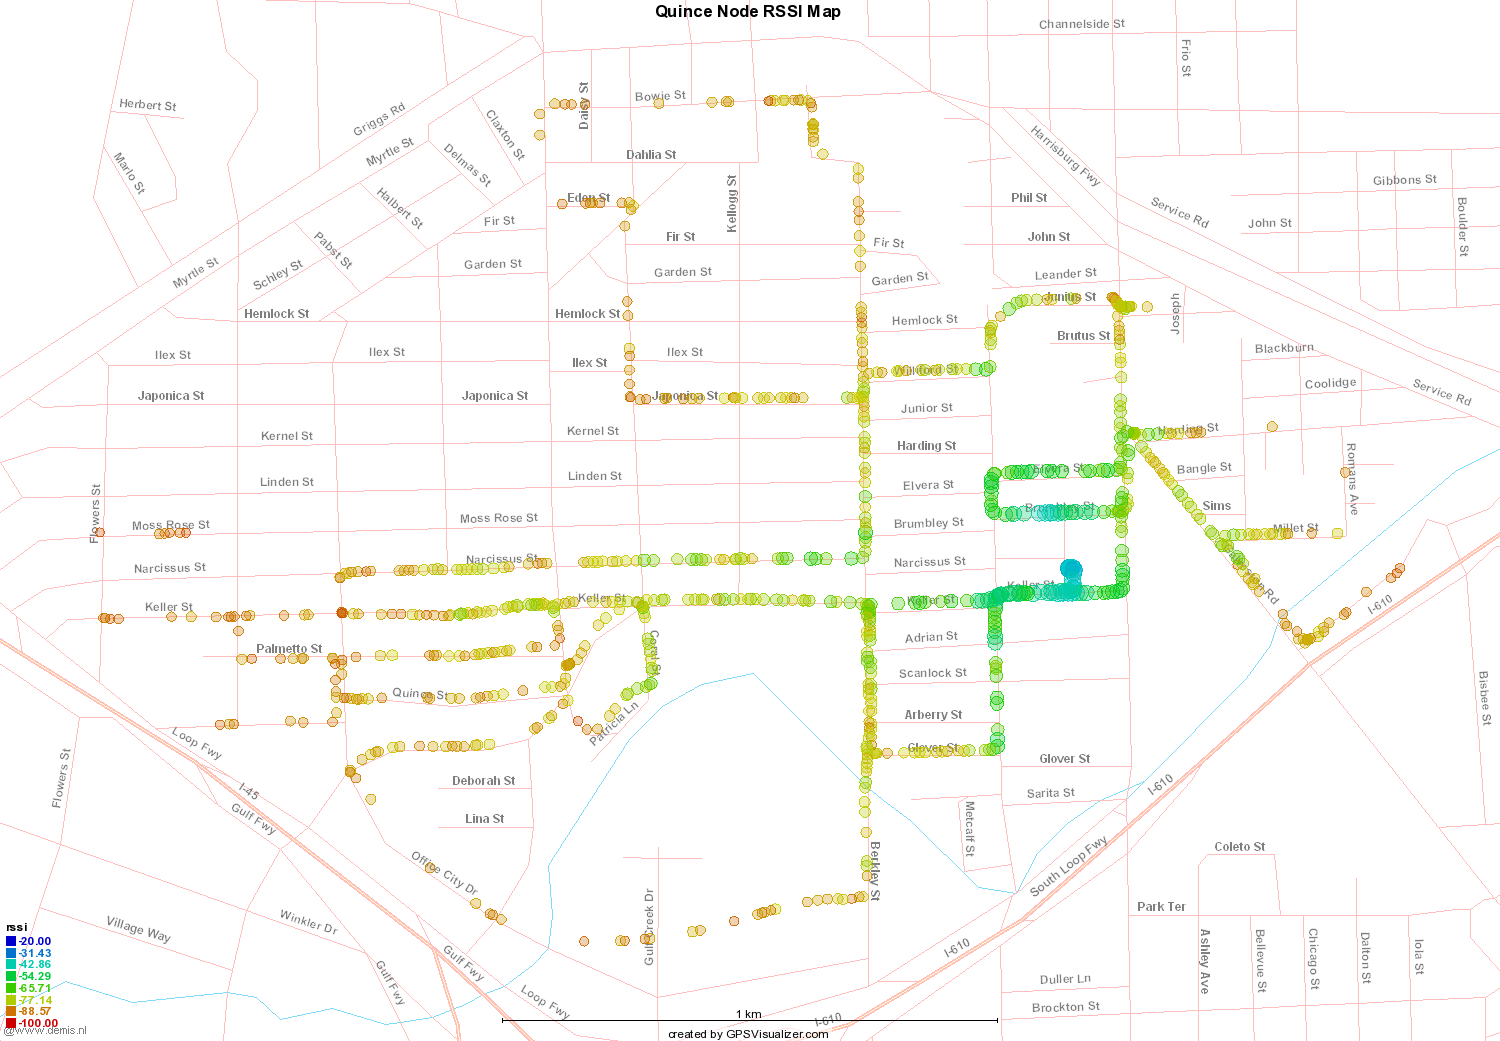 Quince Node RSSI Map
Channelside St
Frio St
Herbert St
Griggs Rd
Daisy St
Bowie St
Claxton St
Myrtle St
Delmas St
Dahlia St
Harrisburg Fwy
Marlo St
Halbert St
Eden St
Kellogg St
Phil St
Service Rd
Gibbons St
Boulder St
John St
Fir St
Fir St
Fir St
John St
Pabst St
Schley St
Myrtle St
Garden St
Garden St
Garden St
Leander St
Junius St
Joseph
Hemlock St
Hemlock St
Hemlock St
Brutus St
Blackburn
Ilex St
Ilex St
Ilex St
Ilex St
Coolidge
Service Rd
Japonica St
Japonica St
Japonica St
Junior St
Kernel St
Kernel St
Harding St
Harding St
Romans Ave
Linden St
Linden St
Elvera St
Elvera St
Bangle St
Flowers St
Moss Rose St
Moss Rose St
Brumbley St
Sims
Millet St
Narcissus St
Narcissus St
Narcissus St
Keller St
Keller St
Keller St
Keller St
I-610
Palmetto St
Adrian St
Quince St
Scanlock St
Bisbee St
Patricia Ln
Arberry St
Glover St
Glover St
Loop Fwy
Flowers St
I-45
Gulf Fwy
Deborah St
Lina St
Sarita St
Metcalf St
I-610
South Loop Fwy
Office City Dr
Berkley St
Coleto St
Gulf Creek Dr
Park Ter
Village Way
Winkler Dr
Gulf Fwy
Gulf Fwy
Loop Fwy
I-610
Ashley Ave
Bellevue St
Chicago St
Dalton St
Iola St
Duller Ln
Brockton St
I-610
rssi
-20.00
-31.43
-42.86
-54.29
-65.71
-77.14
-88.57
-100.00
@www.demis.nl
1 km
created by GPSVisualizer.com